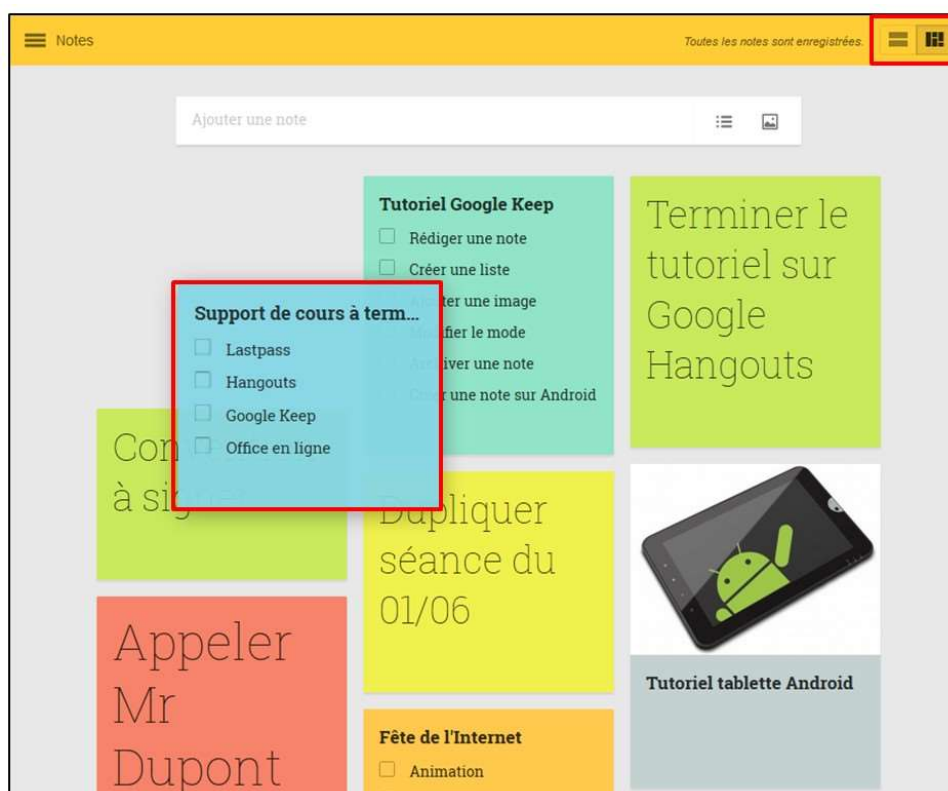 Notes
Toutes les notes sont enregistrées.
Ajouter une note
Support de cours à term...
Lastpass
Hangouts
Google Keep
Office en ligne
à
Appeler
Mr
Dupont
Tutoriel Google Keep
Rédiger une note
Créer une liste
une image
le mode
une note
une note sur Android
Dupliquer
séance du
01/06
Fête de l'Internet
Animation
Terminer le
tutoriel sur
Google
Hangouts
Tutoriel tablette Android